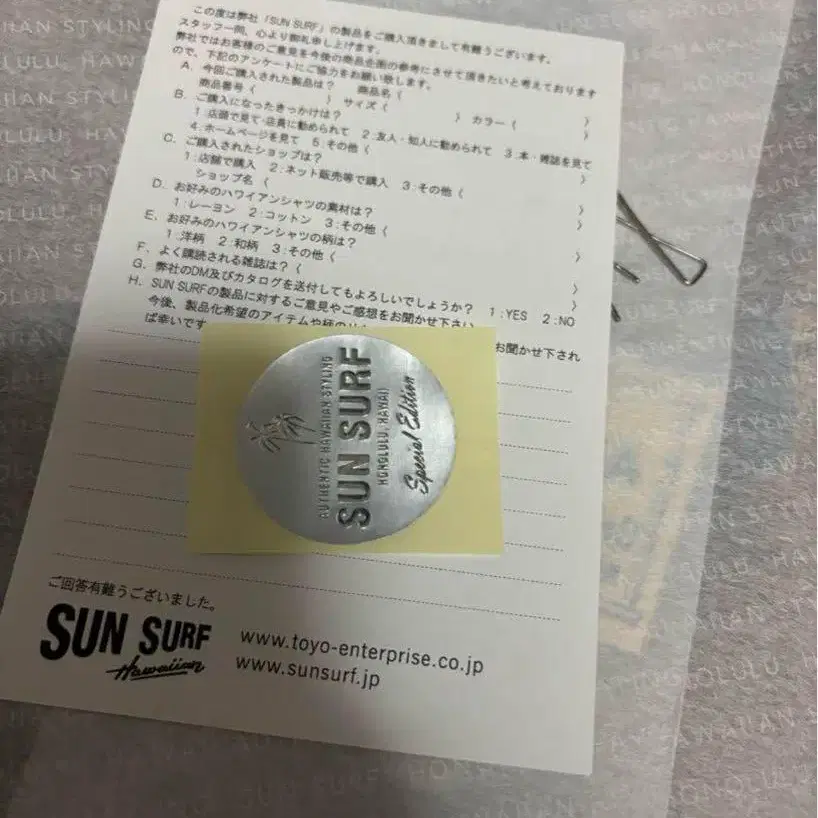 この度は弊社「SUN SURF」の製品をご購入頂きまして有難うございます。
スタッフ一同、心より御礼申し上げます。
弊社ではお客様のご意見を今後の商品企画の参考にさせて頂きたいと考えております
ので、下記のアンケートにご協力をお願い致します。
A. 今回ご購入された製品は? 商品名(
商品番号( ) サイズ( ) カラー( )
B. ご購入になったきっかけは?
1:店頭で見て・店員に勧められて 2:友人・知人に勧められて 3:本・雑誌を見て
4:ホームページを見て 5:その他( )
C. ご購入されたショップは?
1:店舗で購入 2:ネット販売等で購入 3:その他( )
ショップ名( )
D. お好みのハワイアンシャツの素材は?
1:レーヨン 2:コットン 3:その他( )
E. お好みのハワイアンシャツの柄は?
1:洋柄 2:和柄 3:その他( )
F. よく購読される雑誌は?( )
G. 弊社のDM及びカタログを送付してもよろしいでしょうか? 1:YES 2:NO
H. SUN SURFの製品に対するご意見やご感想をお聞かせ下さい。
今後、製品化希望のアイテムや柄の お聞かせ下され
ば幸いです
AUTHENTIC HAWAIIAN STYLING
SUN SURF
HONOLULU, HAWAII
Special Edition
ご回答有難うございました。
SUN SURF
Hawaiian
www.toyo-enterprise.co.jp
www.sunsurf.jp